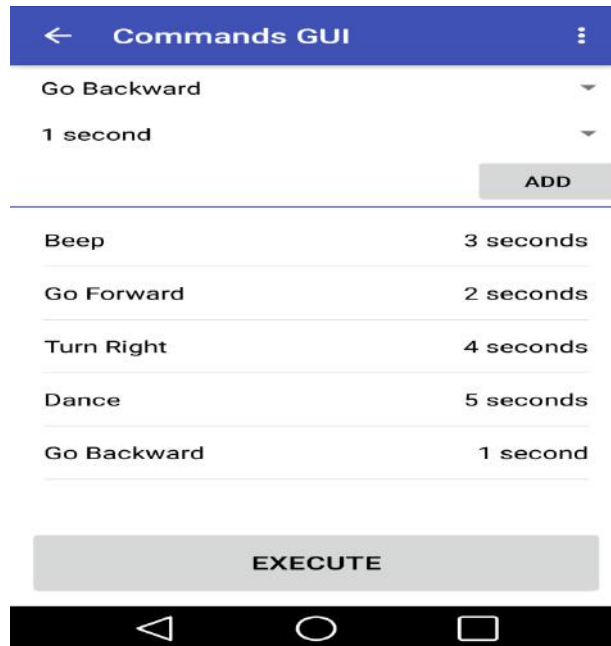 Commands GUI
Go Backward
1 second
ADD
Beep 3 seconds
Go Forward 2 seconds
Turn Right 4 seconds
Dance 5 seconds
Go Backward 1 second
EXECUTE